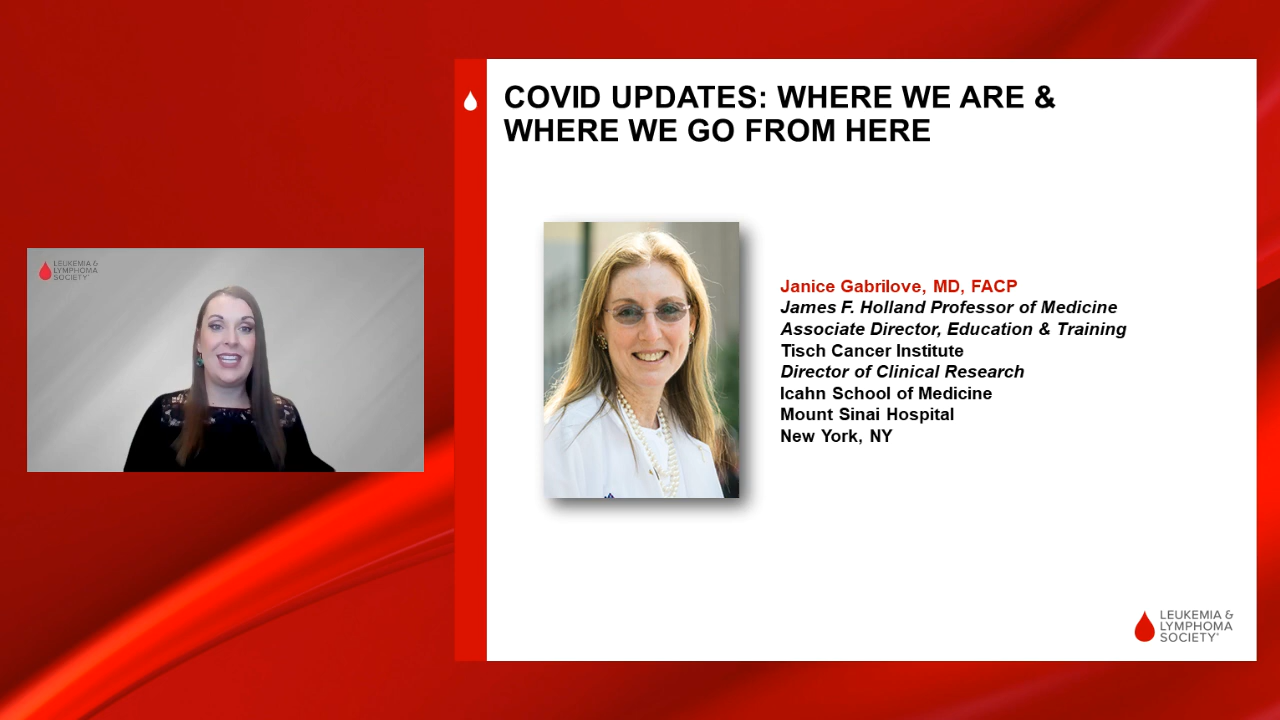 LEUKEMIA &
LYMPHOMA
SOCIETY®
COVID UPDATES: WHERE WE ARE &
WHERE WE GO FROM HERE
Janice Gabrilove, MD, FACP
James F. Holland Professor of Medicine
Associate Director, Education & Training
Tisch Cancer Institute
Director of Clinical Research
Icahn School of Medicine
Mount Sinai Hospital
New York, NY
LEUKEMIA &
LYMPHOMA
SOCIETY®